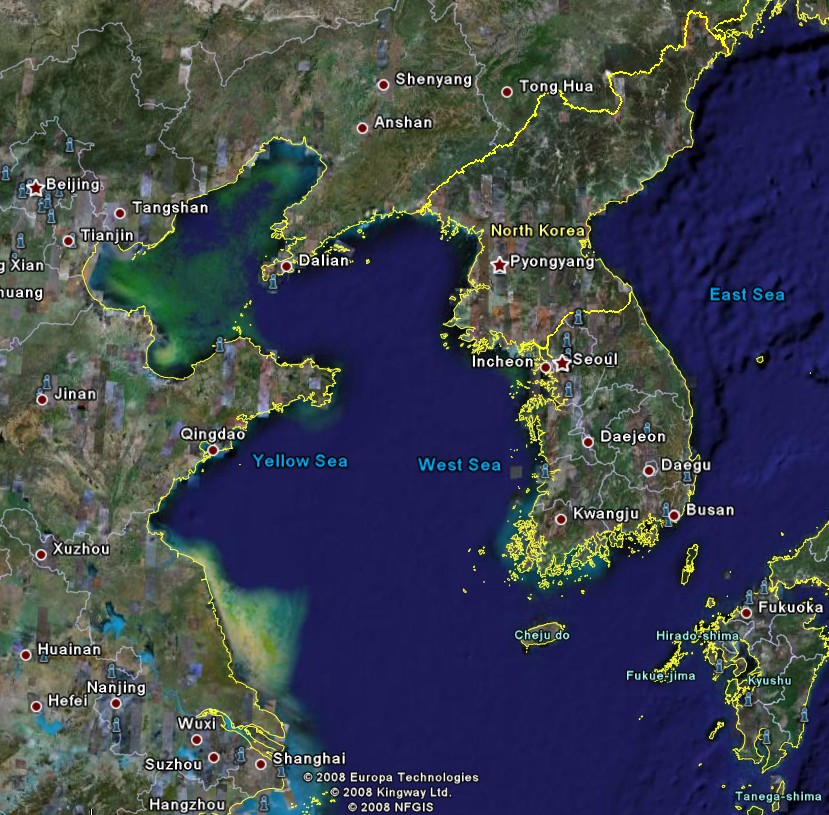 Shenyang
Tong Hua
Anshan
Beijing
Tangshan
Tianjin
North Korea
g Xian
Dalian
Pyongyang
huang
East Sea
Incheon
Seoul
Jinan
Qingdao
Daejeon
Yellow Sea
West Sea
Daegu
Kwangju
Busan
Xuzhou
Fukuoka
Cheju do
Hirado-shima
Huainan
Fukue-jima
Kyushu
Nanjing
Hefei
Wuxi
Suzhou
Shanghai
© 2008 Europa Technologies
© 2008 Kingway Ltd.
Tanega-shima
Hangzhou
© 2008 NFGIS